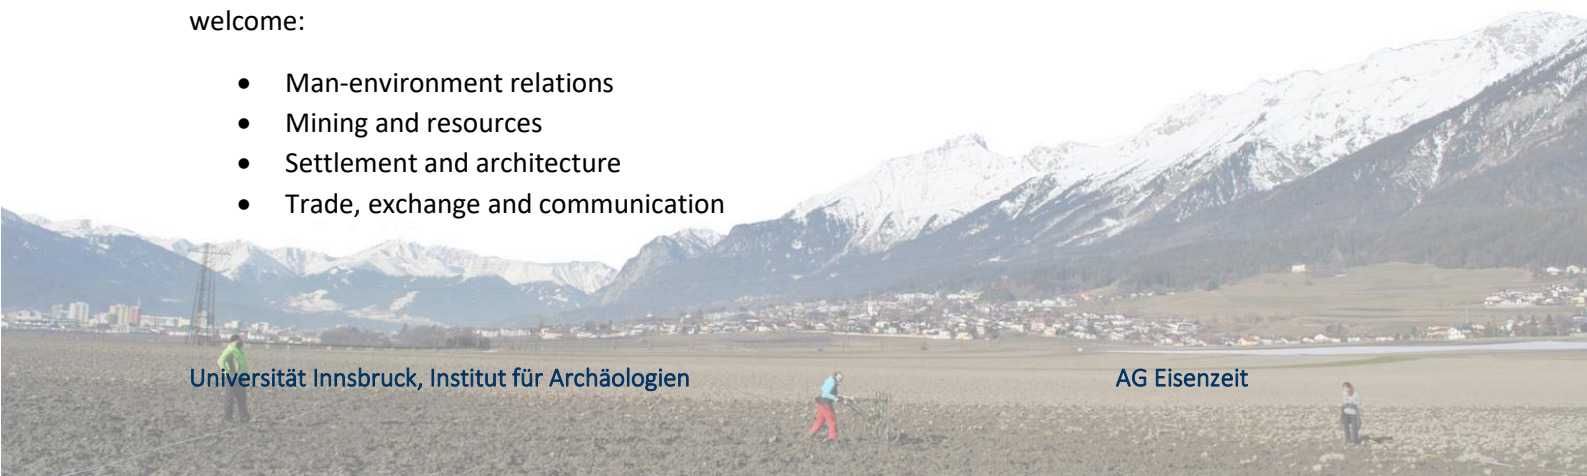 welcome:
• Man-environment relations
• Mining and resources
• Settlement and architecture
• Trade, exchange and communication
Universität Innsbruck, Institut für Archäologien AG Eisenzeit